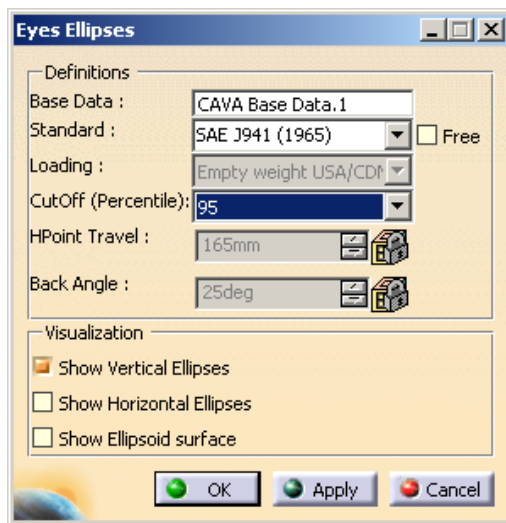 Eyes Ellipses
Definitions
Base Data : CAVA Base Data.1
Standard : SAE J941 (1965) Free
Loading : Empty weight USA/CDN
CutOff (Percentile): 95
HPoint Travel : 165mm
Back Angle : 25deg
Visualization
Show Vertical Ellipses
Show Horizontal Ellipses
Show Ellipsoid surface
OK Apply Cancel